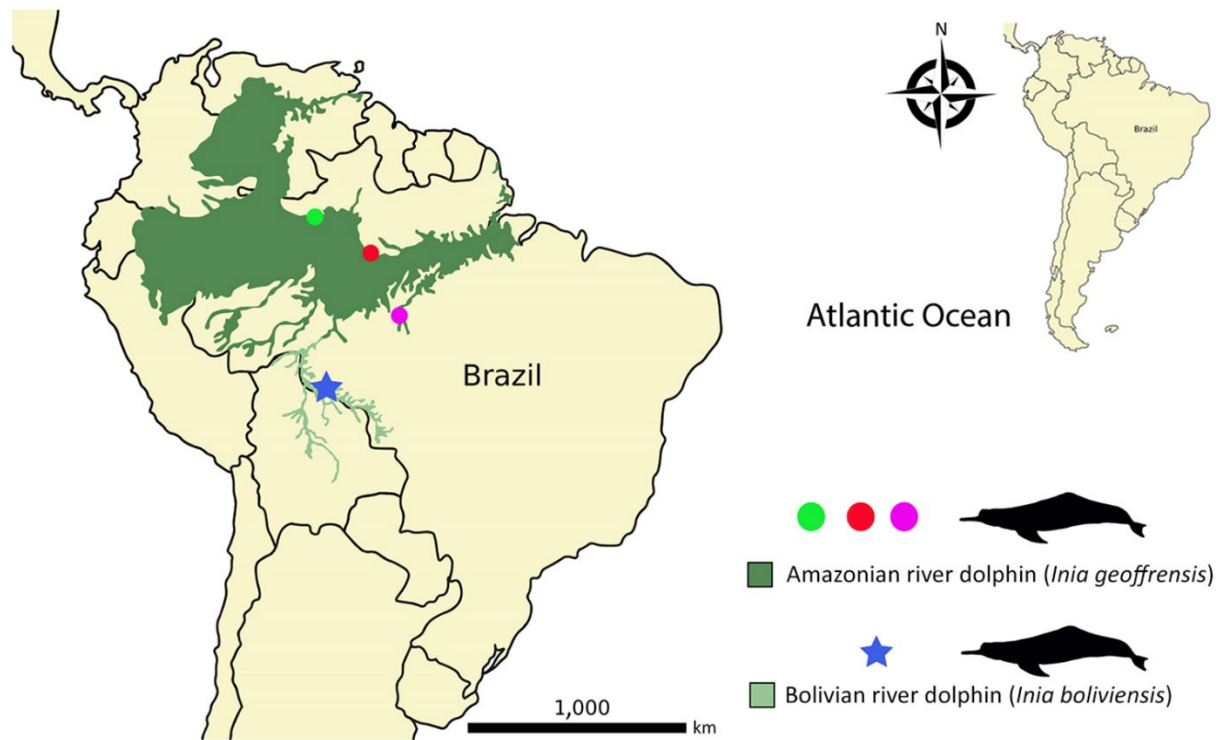 N
Brazil
Atlantic Ocean
Brazil
Amazonian river dolphin (Inia geoffrensis)
Bolivian river dolphin (Inia boliviensis)
1,000
km